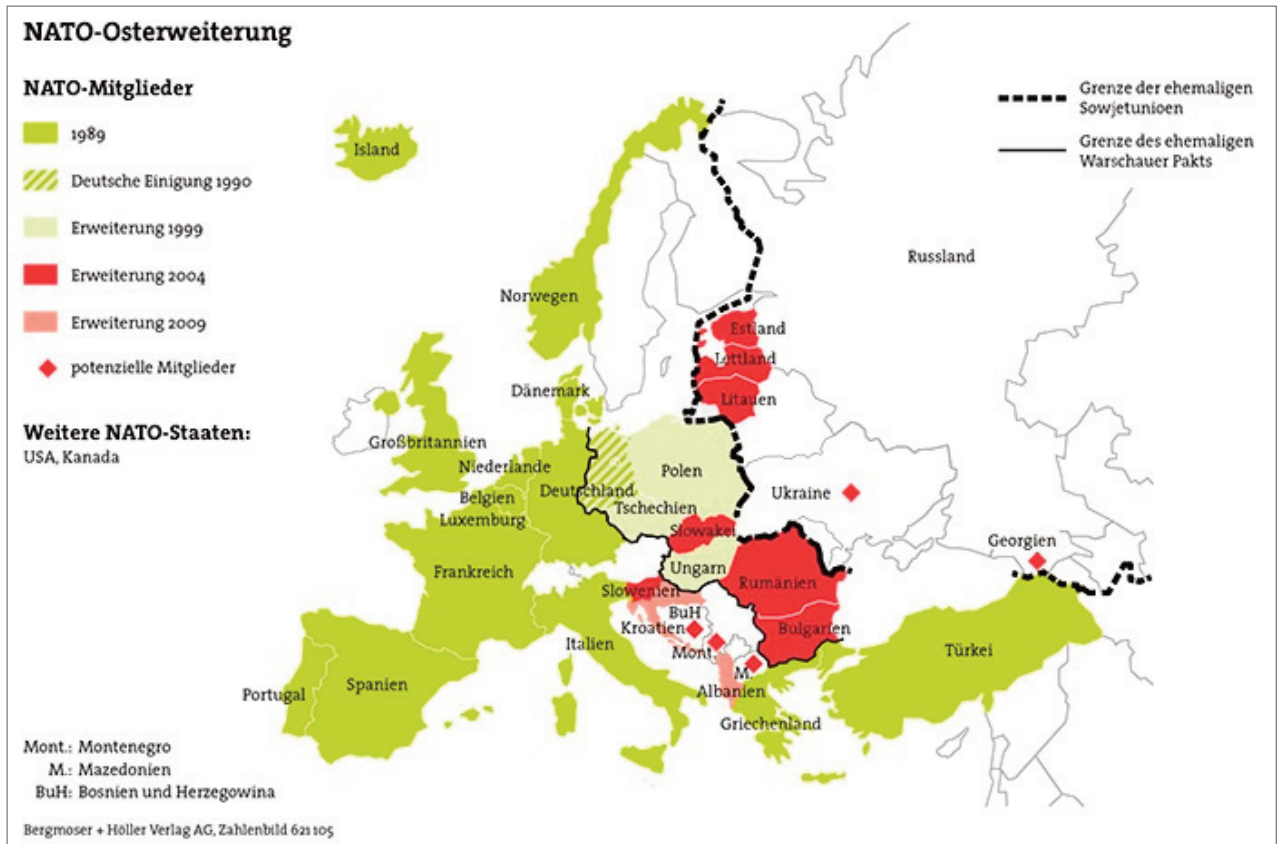 NATO-Osterweiterung
NATO-Mitglieder
1989
Deutsche Einigung 1990
Erweiterung 1999
Erweiterung 2004
Erweiterung 2009
potenzielle Mitglieder
Weitere NATO-Staaten:
USA, Kanada
Grenze der ehemaligen
Sowjetunioen
Grenze des ehemaligen
Warschauer Pakts
Island
Russland
Norwegen
Estland
Lettland
Dänemark
Litauen
Großbritannien
Niederlande
Polen
Deutschland
Ukraine
Belgien
Tschechien
Luxemburg
Slowakei
Georgien
Frankreich
Ungarn
Rumänien
Slowenien
BuH
Kroatien
Bulgarien
Italien
Mont.
Türkei
M.
Portugal
Spanien
Albanien
Griechenland
Mont.: Montenegro
M.: Mazedonien
BuH: Bosnien und Herzegowina
Bergmoser + Höller Verlag AG, Zahlenbild 621 105